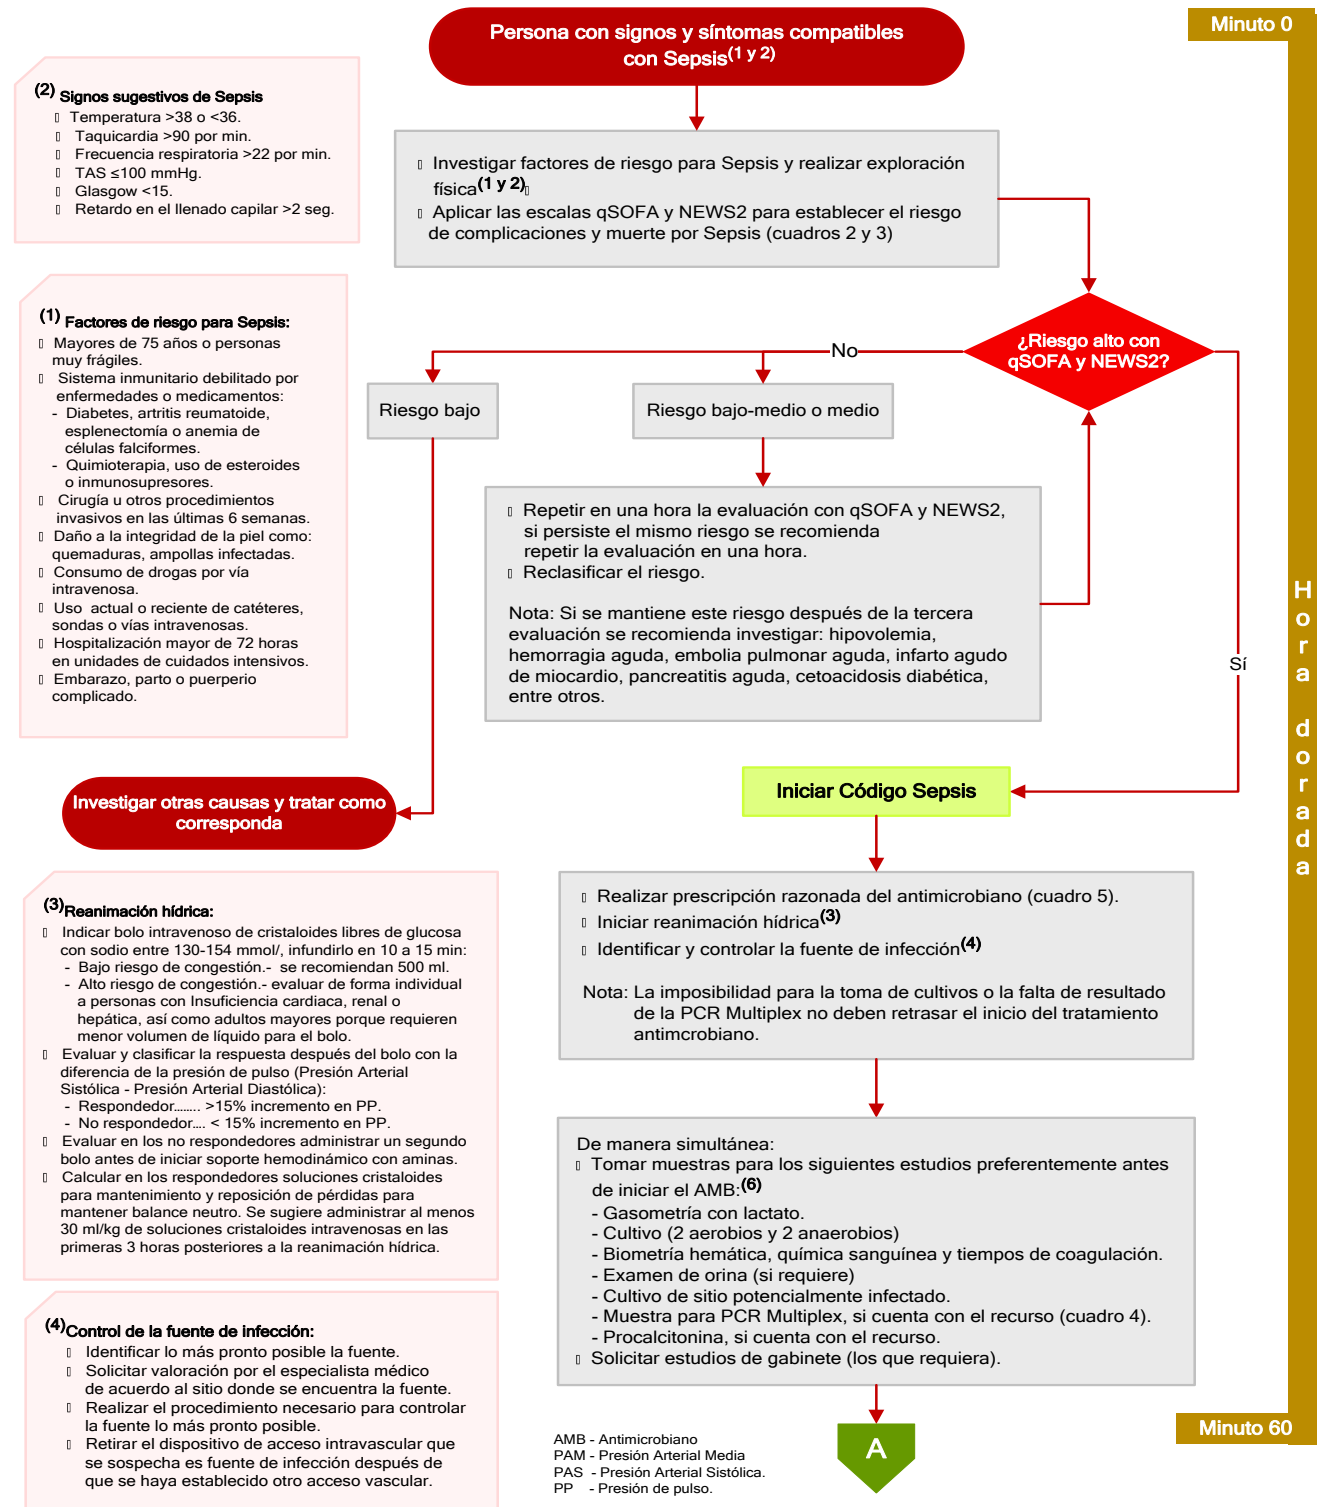 Persona con signos y síntomas compatibles
con Sepsis(1 y 2)
Minuto 0
(2) Signos sugestivos de Sepsis
Temperatura >38 o <36.
Taquicardia >90 por min.
Frecuencia respiratoria >22 por min.
TAS ≤100 mmHg.
Glasgow <15.
Retardo en el llenado capilar >2 seg.
Investigar factores de riesgo para Sepsis y realizar exploración
física(1 y 2)
Aplicar las escalas qSOFA y NEWS2 para establecer el riesgo
de complicaciones y muerte por Sepsis (cuadros 2 y 3)
(1) Factores de riesgo para Sepsis:
Mayores de 75 años o personas
muy frágiles.
Sistema inmunitario debilitado por
enfermedades o medicamentos:
- Diabetes, artritis reumatoide,
esplenectomía o anemia de
células falciformes.
- Quimioterapia, uso de esteroides
o inmunosupresores.
Cirugía u otros procedimientos
invasivos en las últimas 6 semanas.
Daño a la integridad de la piel como:
quemaduras, ampollas infectadas.
Consumo de drogas por vía
intravenosa.
Uso actual o reciente de catéteres,
sondas o vías intravenosas.
Hospitalización mayor de 72 horas
en unidades de cuidados intensivos.
Embarazo, parto o puerperio
complicado.
¿Riesgo alto con
qSOFA y NEWS2?
No
Riesgo bajo
Riesgo bajo-medio o medio
Repetir en una hora la evaluación con qSOFA y NEWS2,
si persiste el mismo riesgo se recomienda
repetir la evaluación en una hora.
Reclasificar el riesgo.
Nota: Si se mantiene este riesgo después de la tercera
evaluación se recomienda investigar: hipovolemia,
hemorragia aguda, embolia pulmonar aguda, infarto agudo
de miocardio, pancreatitis aguda, cetoacidosis diabética,
entre otros.
Sí
Hora dorada
Investigar otras causas y tratar como
corresponda
Iniciar Código Sepsis
(3)Reanimación hídrica:
Indicar bolo intravenoso de cristaloides libres de glucosa
con sodio entre 130-154 mmol/, infundirlo en 10 a 15 min:
- Bajo riesgo de congestión.- se recomiendan 500 ml.
- Alto riesgo de congestión.- evaluar de forma individual
a personas con Insuficiencia cardiaca, renal o
hepática, así como adultos mayores porque requieren
menor volumen de líquido para el bolo.
Evaluar y clasificar la respuesta después del bolo con la
diferencia de la presión de pulso (Presión Arterial
Sistólica - Presión Arterial Diastólica):
- Respondedor........ >15% incremento en PP.
- No respondedor.... < 15% incremento en PP.
Evaluar en los no respondedores administrar un segundo
bolo antes de iniciar soporte hemodinámico con aminas.
Calcular en los respondedores soluciones cristaloides
para mantenimiento y reposición de pérdidas para
mantener balance neutro. Se sugiere administrar al menos
30 ml/kg de soluciones cristaloides intravenosas en las
primeras 3 horas posteriores a la reanimación hídrica.
Realizar prescripción razonada del antimicrobiano (cuadro 5).
Iniciar reanimación hídrica(3)
Identificar y controlar la fuente de infección(4)
Nota: La imposibilidad para la toma de cultivos o la falta de resultado
de la PCR Multiplex no deben retrasar el inicio del tratamiento
antimcrobiano.
De manera simultánea:
Tomar muestras para los siguientes estudios preferentemente antes
de iniciar el AMB:(6)
- Gasometría con lactato.
- Cultivo (2 aerobios y 2 anaerobios)
- Biometría hemática, química sanguínea y tiempos de coagulación.
- Examen de orina (si requiere)
- Cultivo de sitio potencialmente infectado.
- Muestra para PCR Multiplex, si cuenta con el recurso (cuadro 4).
- Procalcitonina, si cuenta con el recurso.
Solicitar estudios de gabinete (los que requiera).
(4)Control de la fuente de infección:
Identificar lo más pronto posible la fuente.
Solicitar valoración por el especialista médico
de acuerdo al sitio donde se encuentra la fuente.
Realizar el procedimiento necesario para controlar
la fuente lo más pronto posible.
Retirar el dispositivo de acceso intravascular que
se sospecha es fuente de infección después de
que se haya establecido otro acceso vascular.
AMB - Antimicrobiano
PAM - Presión Arterial Media
PAS - Presión Arterial Sistólica.
PP - Presión de pulso.
A
Minuto 60